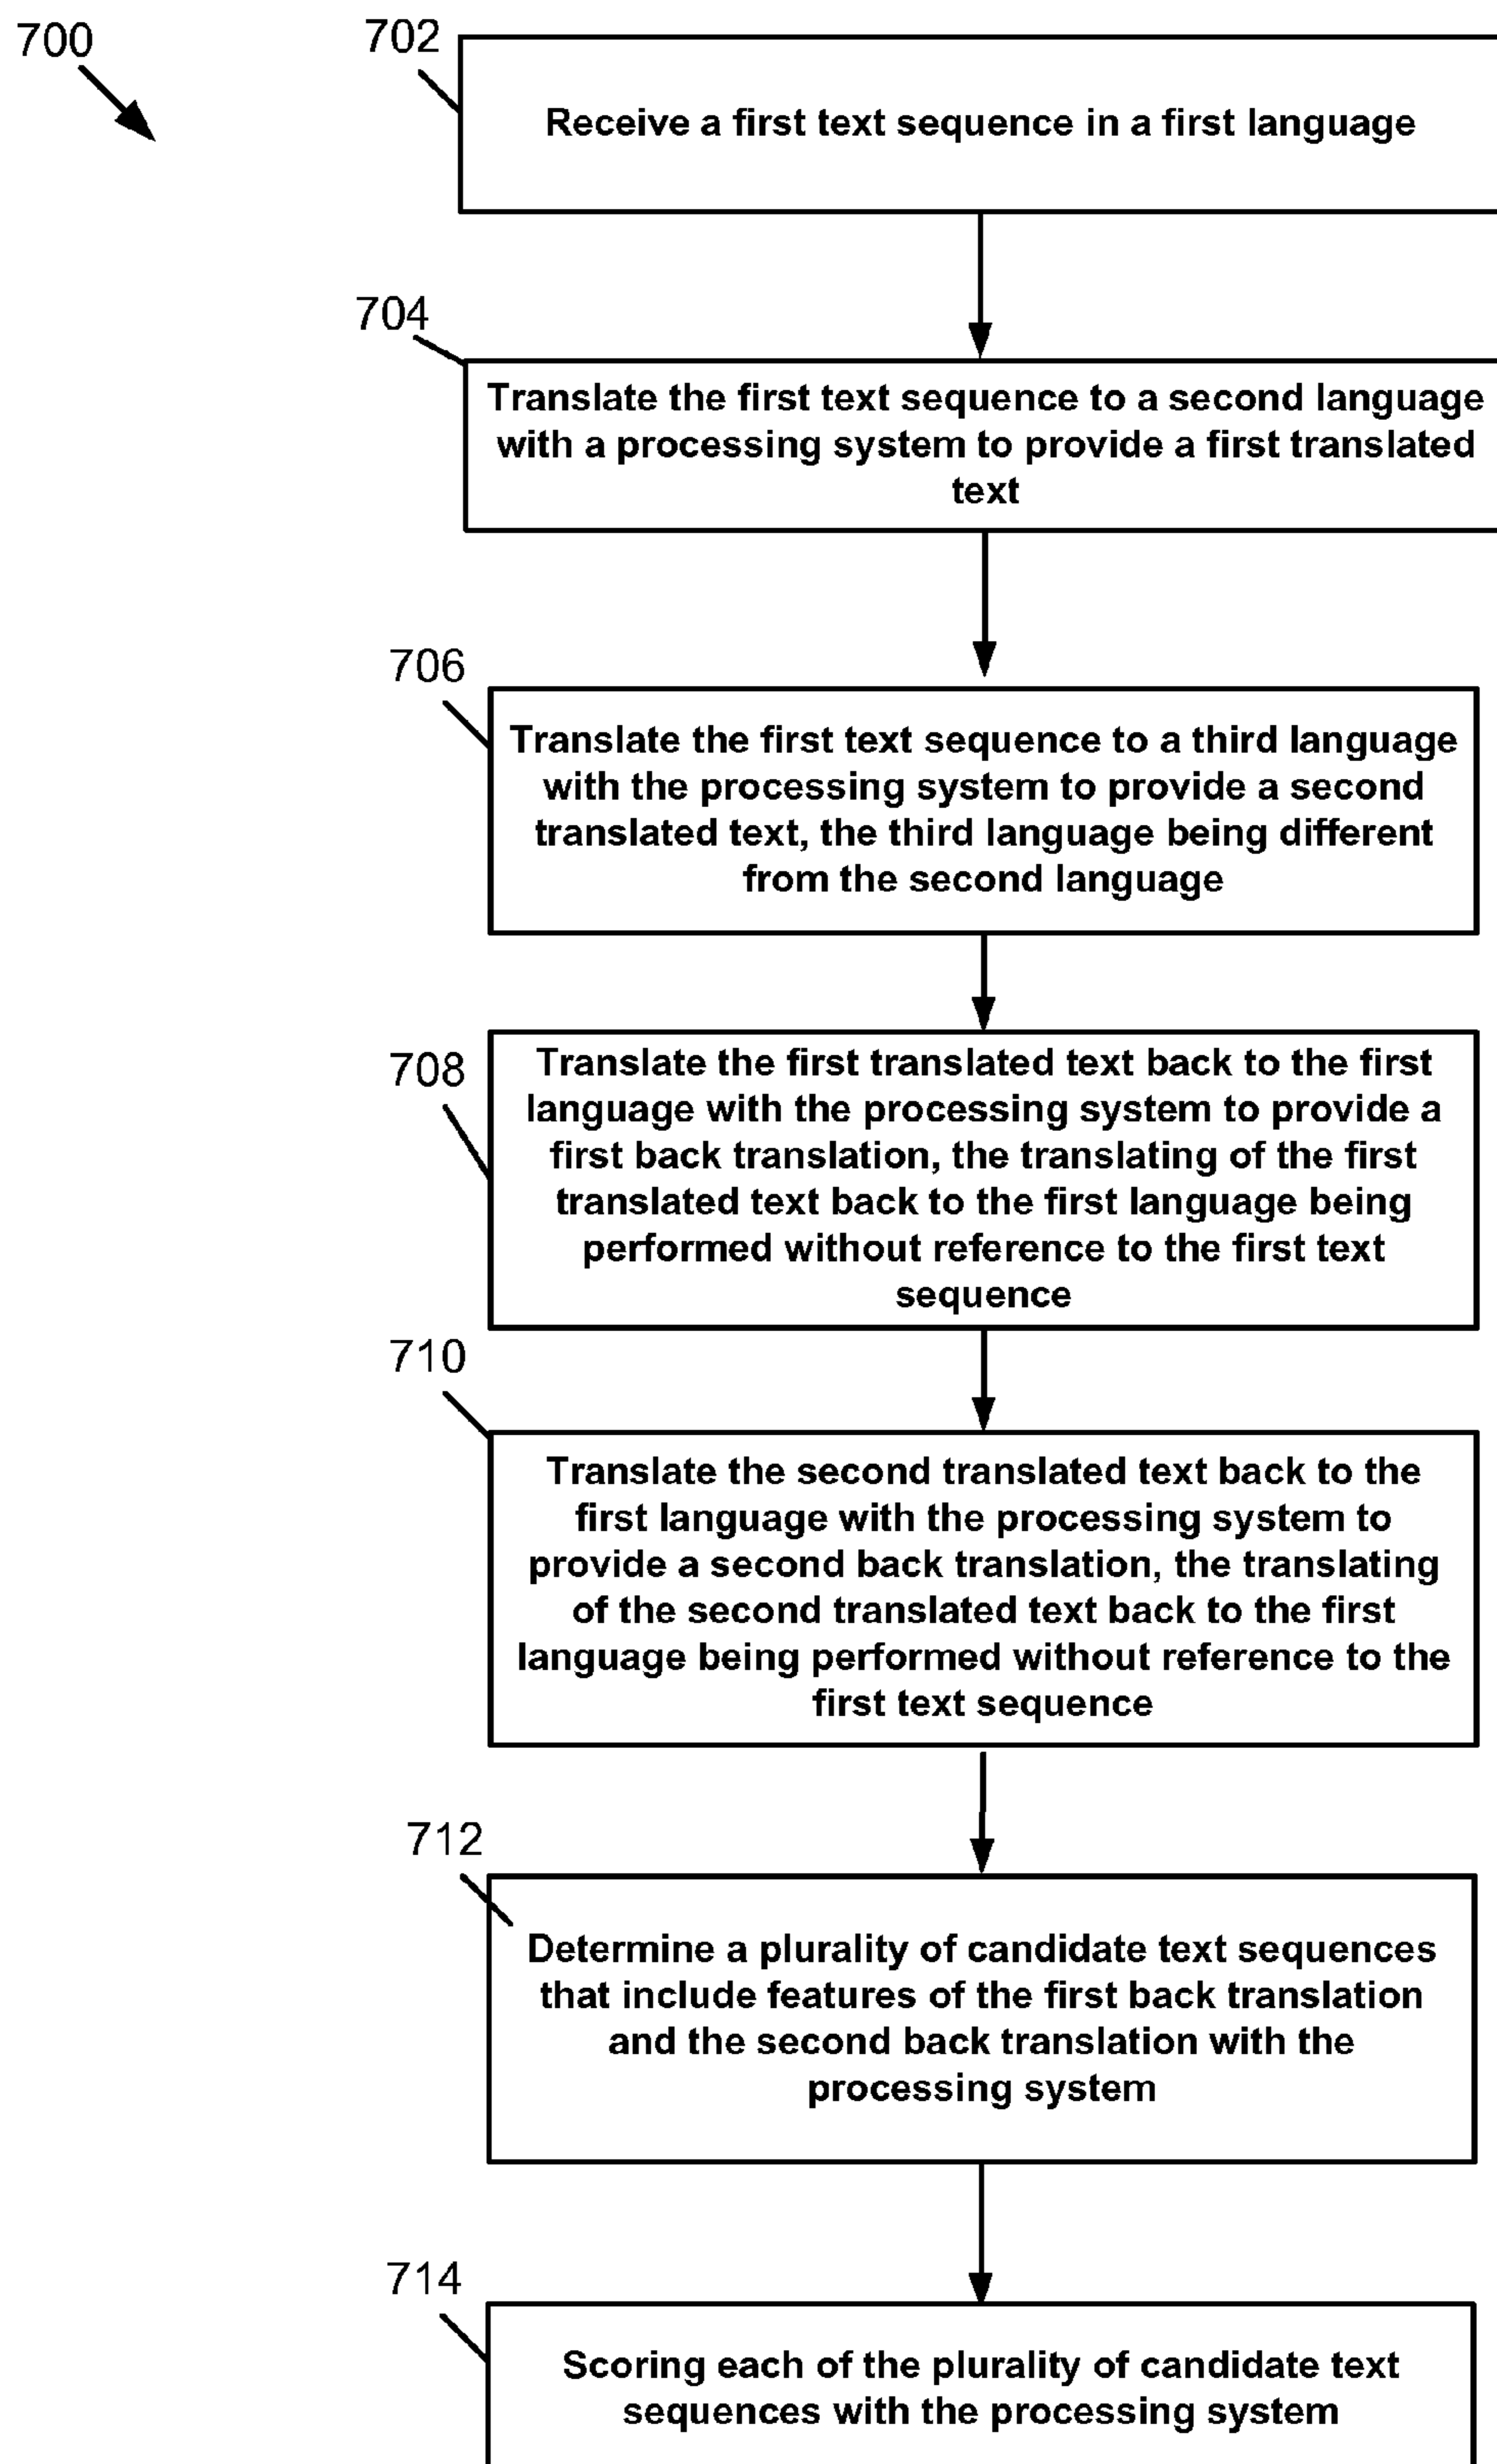 700
702
Receive a first text sequence in a first language
704
Translate the first text sequence to a second language
with a processing system to provide a first translated
text
706
Translate the first text sequence to a third language
with the processing system to provide a second
translated text, the third language being different
from the second language
708
Translate the first translated text back to the first
language with the processing system to provide a
first back translation, the translating of the first
translated text back to the first language being
performed without reference to the first text
sequence
710
Translate the second translated text back to the
first language with the processing system to
provide a second back translation, the translating
of the second translated text back to the first
language being performed without reference to the
first text sequence
712
Determine a plurality of candidate text sequences
that include features of the first back translation
and the second back translation with the
processing system
714
Scoring each of the plurality of candidate text
sequences with the processing system